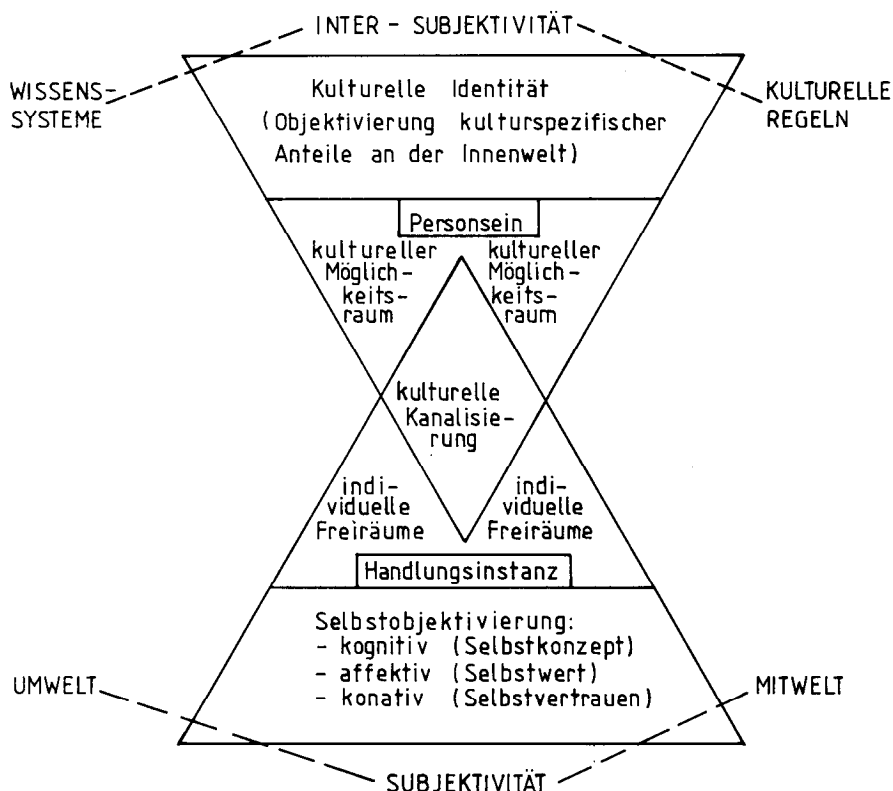 INTER - SUBJEKTIVITÄT
WISSENS-
SYSTEME
KULTURELLE
REGELN
Kulturelle Identität
(Objektivierung kulturspezifischer
Anteile an der Innenwelt)
Personsein
kultureller
Möglich-
keits-
raum
kultureller
Möglich-
keits-
raum
kulturelle
Kanalisie-
rung
indi-
viduelle
Freiräume
indi-
viduelle
Freiräume
Handlungsinstanz
Selbstobjektivierung:
- kognitiv (Selbstkonzept)
- affektiv (Selbstwert)
- konativ (Selbstvertrauen)
UMWELT
MITWELT
SUBJEKTIVITÄT